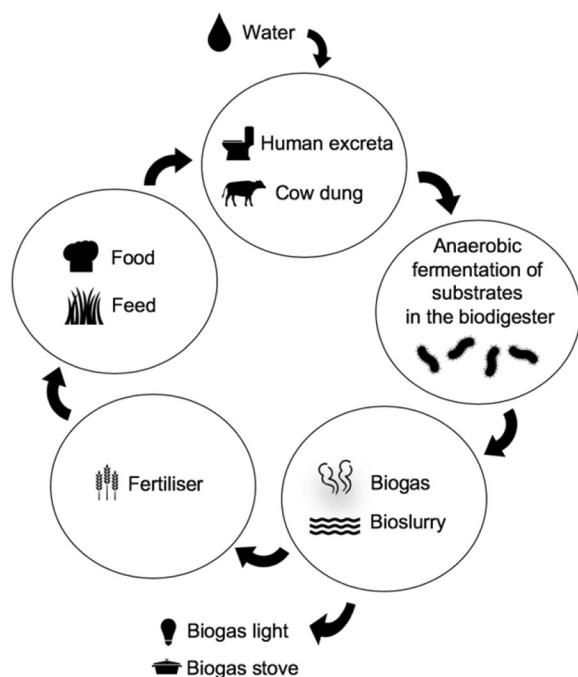 Water
Human excreta
Cow dung
Anaerobic
fermentation of
substrates
in the biodigester
Biogas
Bioslurry
Biogas light
Biogas stove
Fertiliser
Food
Feed